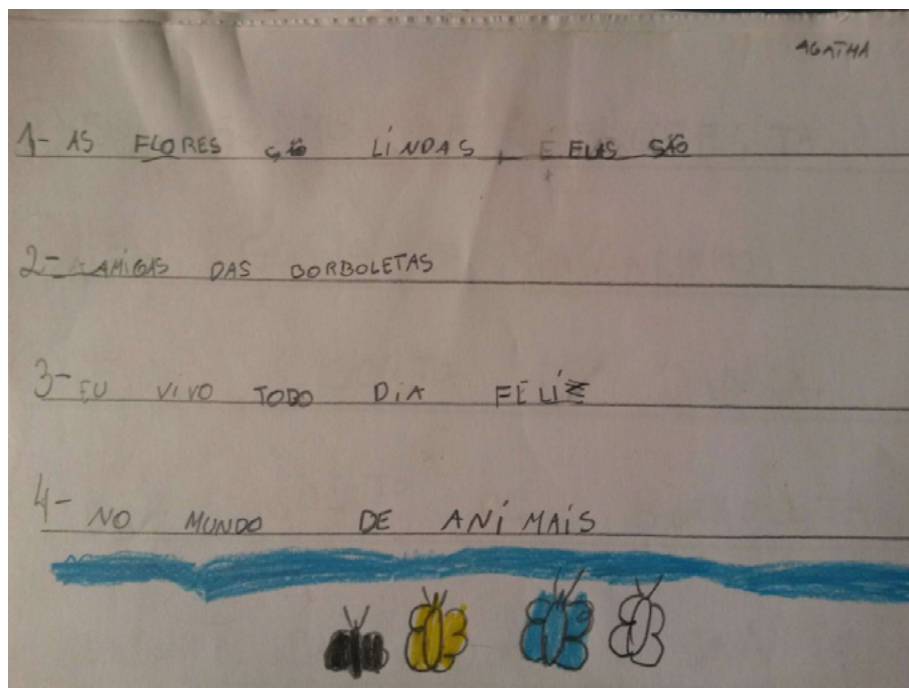 AGATHA
1- AS FLORES SÃO LINDAS, E ELAS SÃO
2- AMIGAS DAS BORBOLETAS
3- EU VIVO TODO DIA FELIZ
4- NO MUNDO DE ANIMAIS